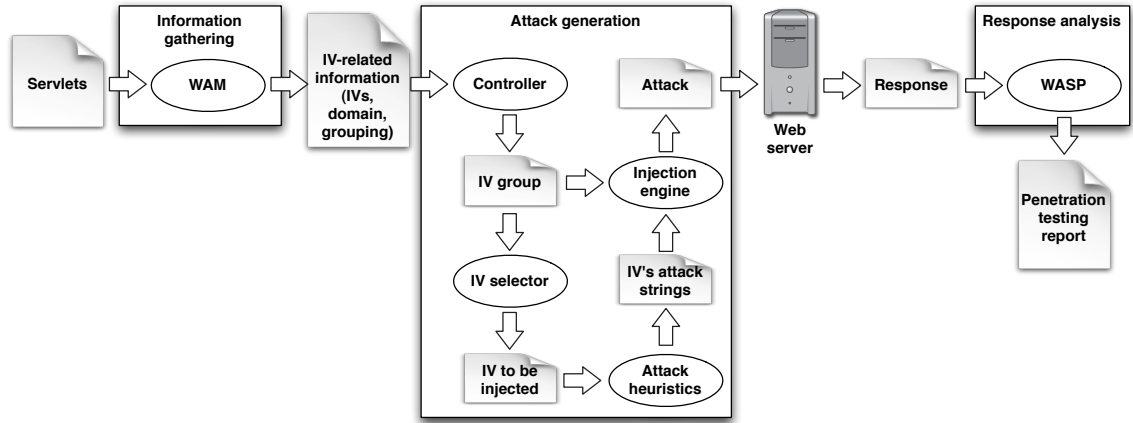 Information
gathering
Servlets
WAM
IV-related
information
(IVs,
domain,
grouping)
Attack generation
Controller
IV group
IV selector
IV to be
injected
Attack
heuristics
IV's attack
strings
Injection
engine
Attack
Web
server
Response
Response analysis
WASP
Penetration
testing
report